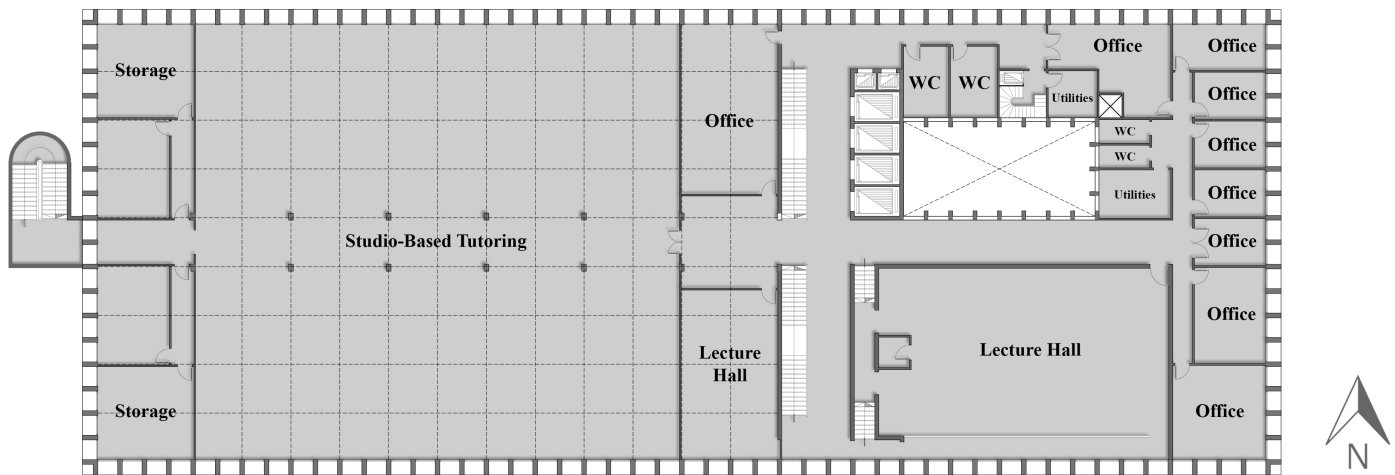 Storage
Office
WC
WC
Office
Office
Utilities
Office
WC
Office
WC
Utilities
Office
Studio-Based Tutoring
Office
Office
Lecture
Hall
Lecture Hall
Storage
Office
N